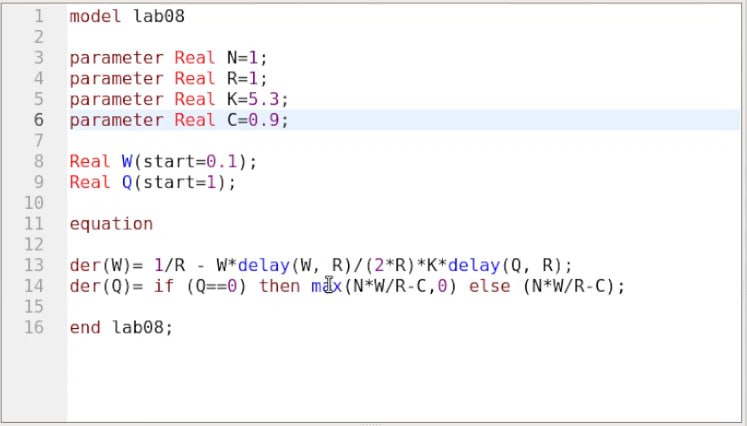 1 model lab08
2
3 parameter Real N=1;
4 parameter Real R=1;
5 parameter Real K=5.3;
6 parameter Real C=0.9;
7
8 Real W(start=0.1);
9 Real Q(start=1);
10
11 equation
12
13 der(W)= 1/R - W*delay(W, R)/(2*R)*K*delay(Q, R);
14 der(Q)= if (Q==0) then max(N*W/R-C,0) else (N*W/R-C);
15
16 end lab08;